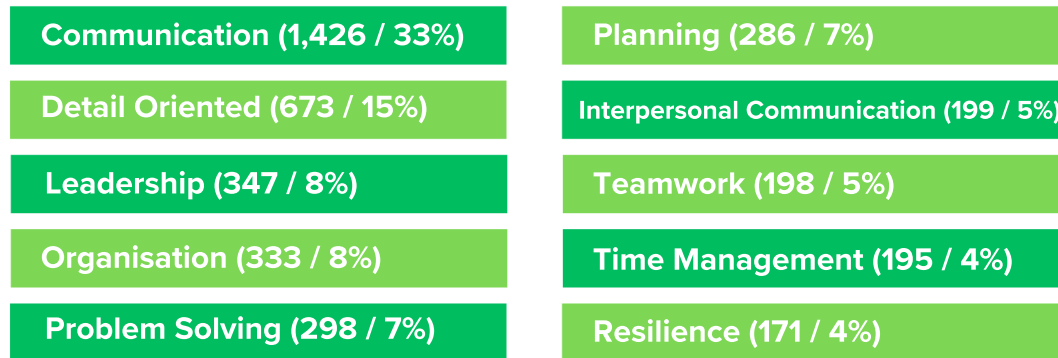 Communication (1,426 / 33%)
Detail Oriented (673 / 15%)
Leadership (347 / 8%)
Organisation (333 / 8%)
Problem Solving (298 / 7%)
Planning (286 / 7%)
Interpersonal Communication (199 / 5%)
Teamwork (198 / 5%)
Time Management (195 / 4%)
Resilience (171 / 4%)